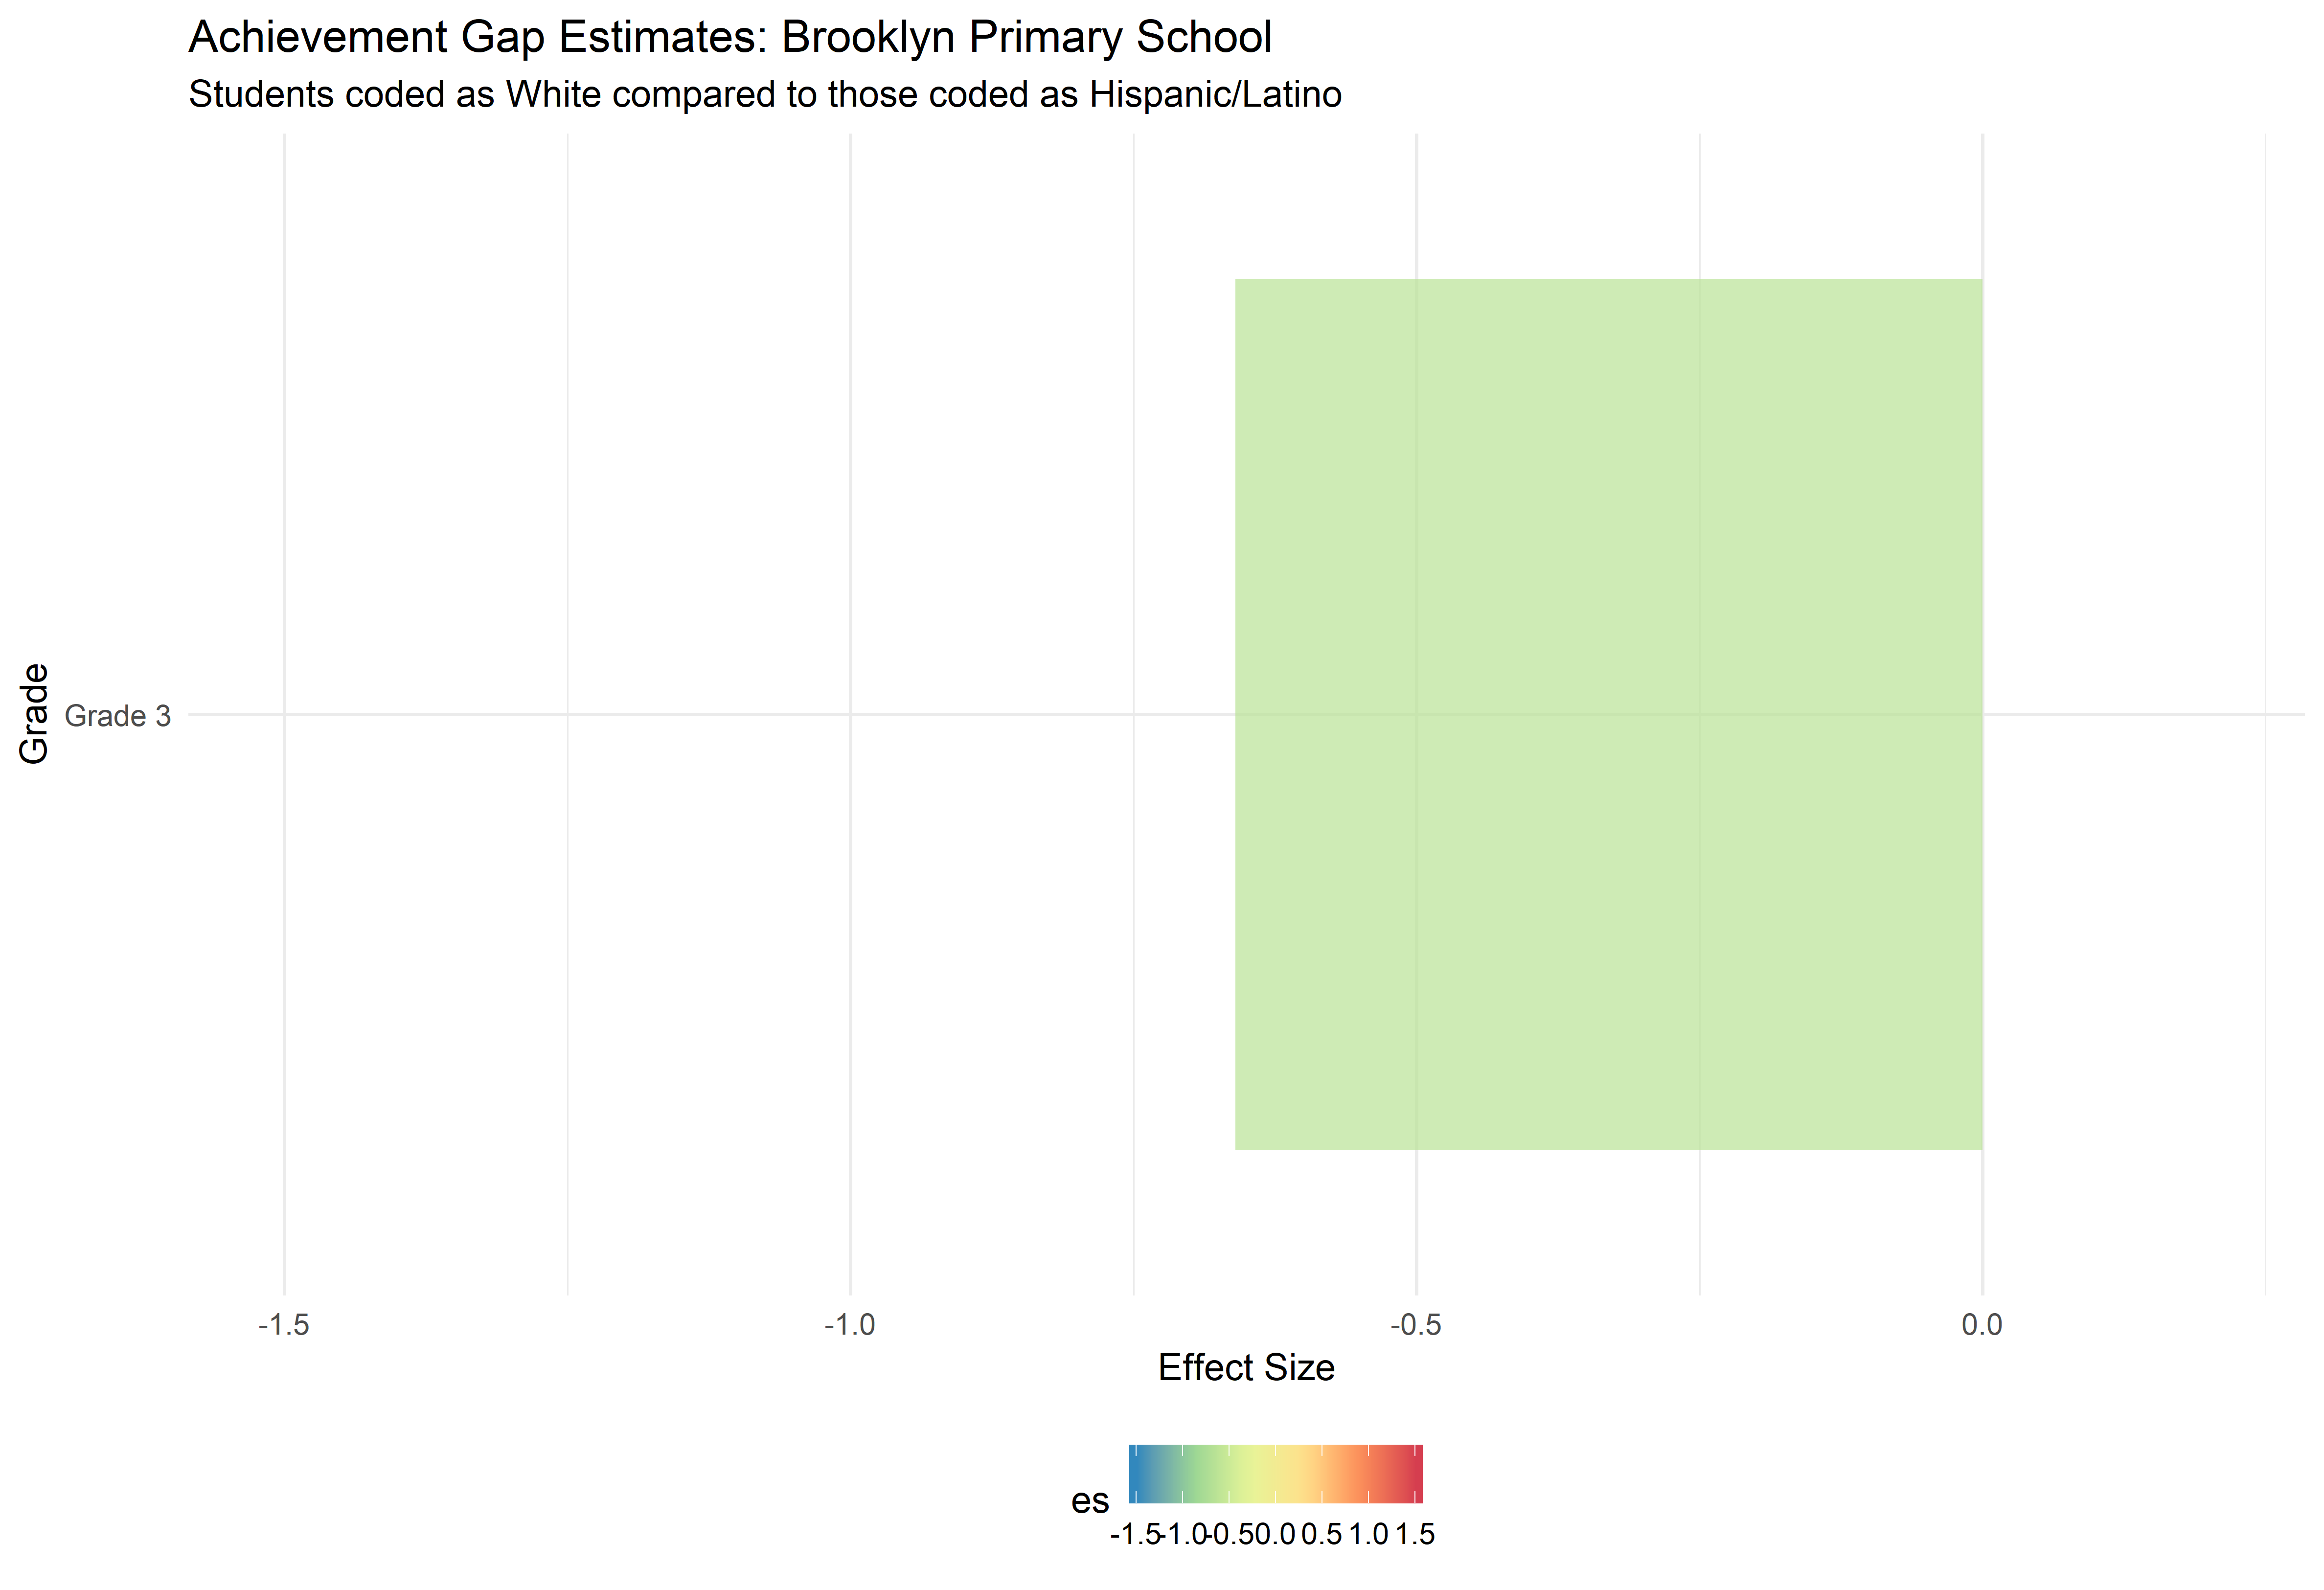 Achievement Gap Estimates: Brooklyn Primary School
Students coded as White compared to those coded as Hispanic/Latino
Grade
Grade 3
-1.5 -1.0 -0.5 0.0
Effect Size
es
-1.5 -1.0 -0.5 0.0 0.5 1.0 1.5